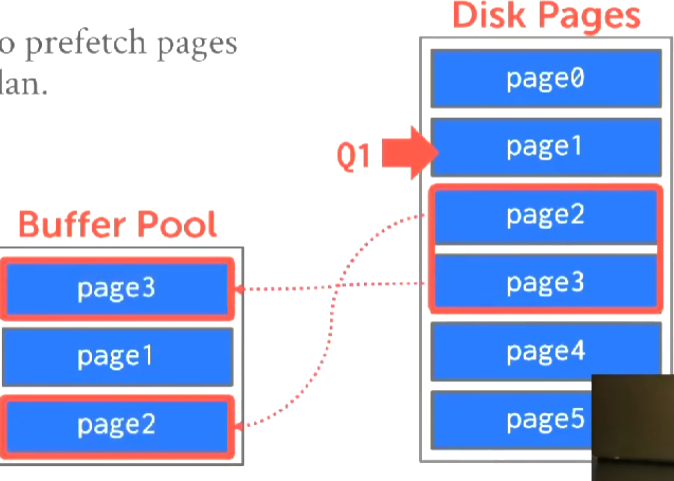 o prefetch pages
lan.
Disk Pages
page0
Q1
page1
page2
page3
page4
page5
Buffer Pool
page3
page1
page2